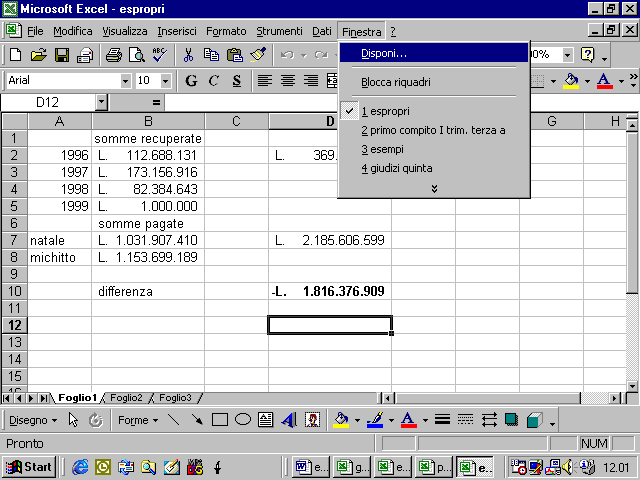 Microsoft Excel - espropri
File Modifica Visualizza Inserisci Formato Strumenti Dati Finestra ?
Disponi...
Blocca riquadri
1 espropri
2 primo compito I trim. terza a
3 esempi
4 giudizi quinta
00%
Arial 10 G C S
D12 =
A B C D G H
1 somme recuperate
2 1996 L. 112.688.131 L. 369.
3 1997 L. 173.156.916
4 1998 L. 82.384.643
5 1999 L. 1.000.000
6 somme pagate
7 natale L. 1.031.907.410 L. 2.185.606.599
8 michitto L. 1.153.699.189
9
10 differenza -L. 1.816.376.909
11
12
13
14
15
Foglio1 Foglio2 Foglio3
Disegno Forme
Pronto NUM
Start e... g... e... p... e... 12.01